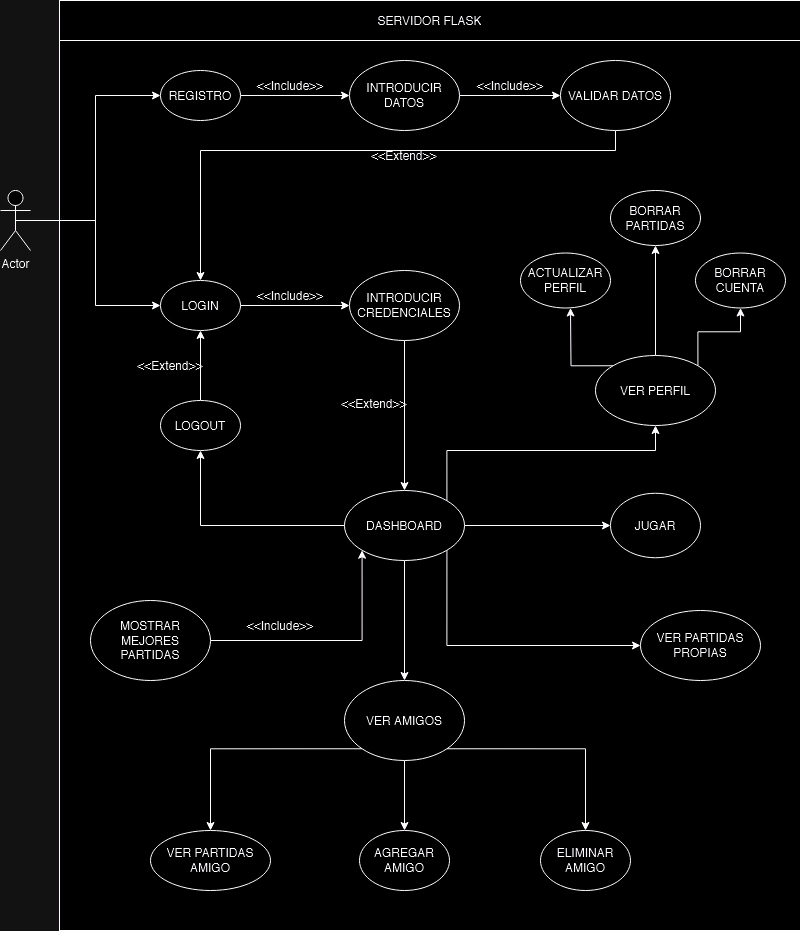 SERVIDOR FLASK
REGISTRO
<<Include>>
INTRODUCIR
DATOS
<<Include>>
VALIDAR DATOS
<<Extend>>
Actor
BORRAR
PARTIDAS
ACTUALIZAR
PERFIL
BORRAR
CUENTA
LOGIN
<<Include>>
INTRODUCIR
CREDENCIALES
<<Extend>>
VER PERFIL
<<Extend>>
LOGOUT
DASHBOARD
JUGAR
MOSTRAR
MEJORES
PARTIDAS
<<Include>>
VER PARTIDAS
PROPIAS
VER AMIGOS
VER PARTIDAS
AMIGO
AGREGAR
AMIGO
ELIMINAR
AMIGO